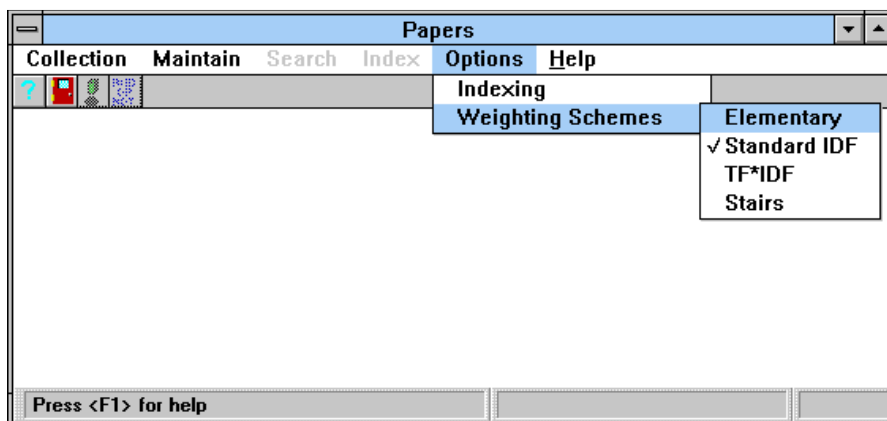 Papers
Collection Maintain Search Index Options Help
?
Indexing
Weighting Schemes
Elementary
✓ Standard IDF
TF*IDF
Stairs
Press <F1> for help